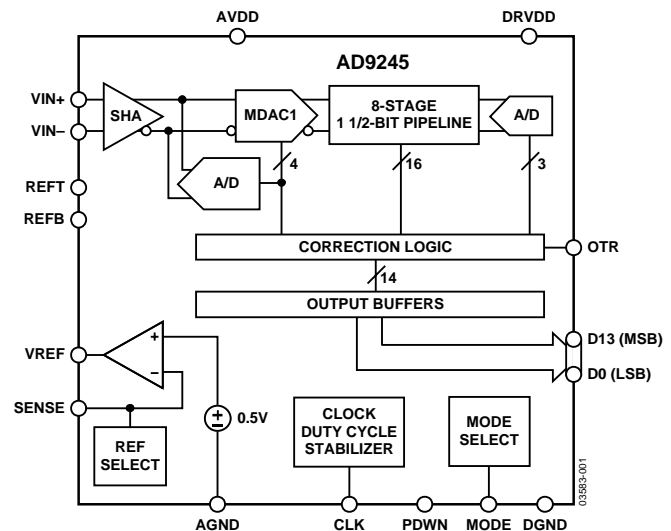 AVDD
DRVDD
AD9245
VIN+
VIN–
SHA
MDAC1
8-STAGE
1 1/2-BIT PIPELINE
A/D
A/D
4
16
3
REFT
REFB
CORRECTION LOGIC
OTR
14
OUTPUT BUFFERS
D13 (MSB)
D0 (LSB)
VREF
+
–
SENSE
REF
SELECT
0.5V
+
–
CLOCK
DUTY CYCLE
STABILIZER
MODE
SELECT
03583-001
AGND
CLK
PDWN
MODE
DGND